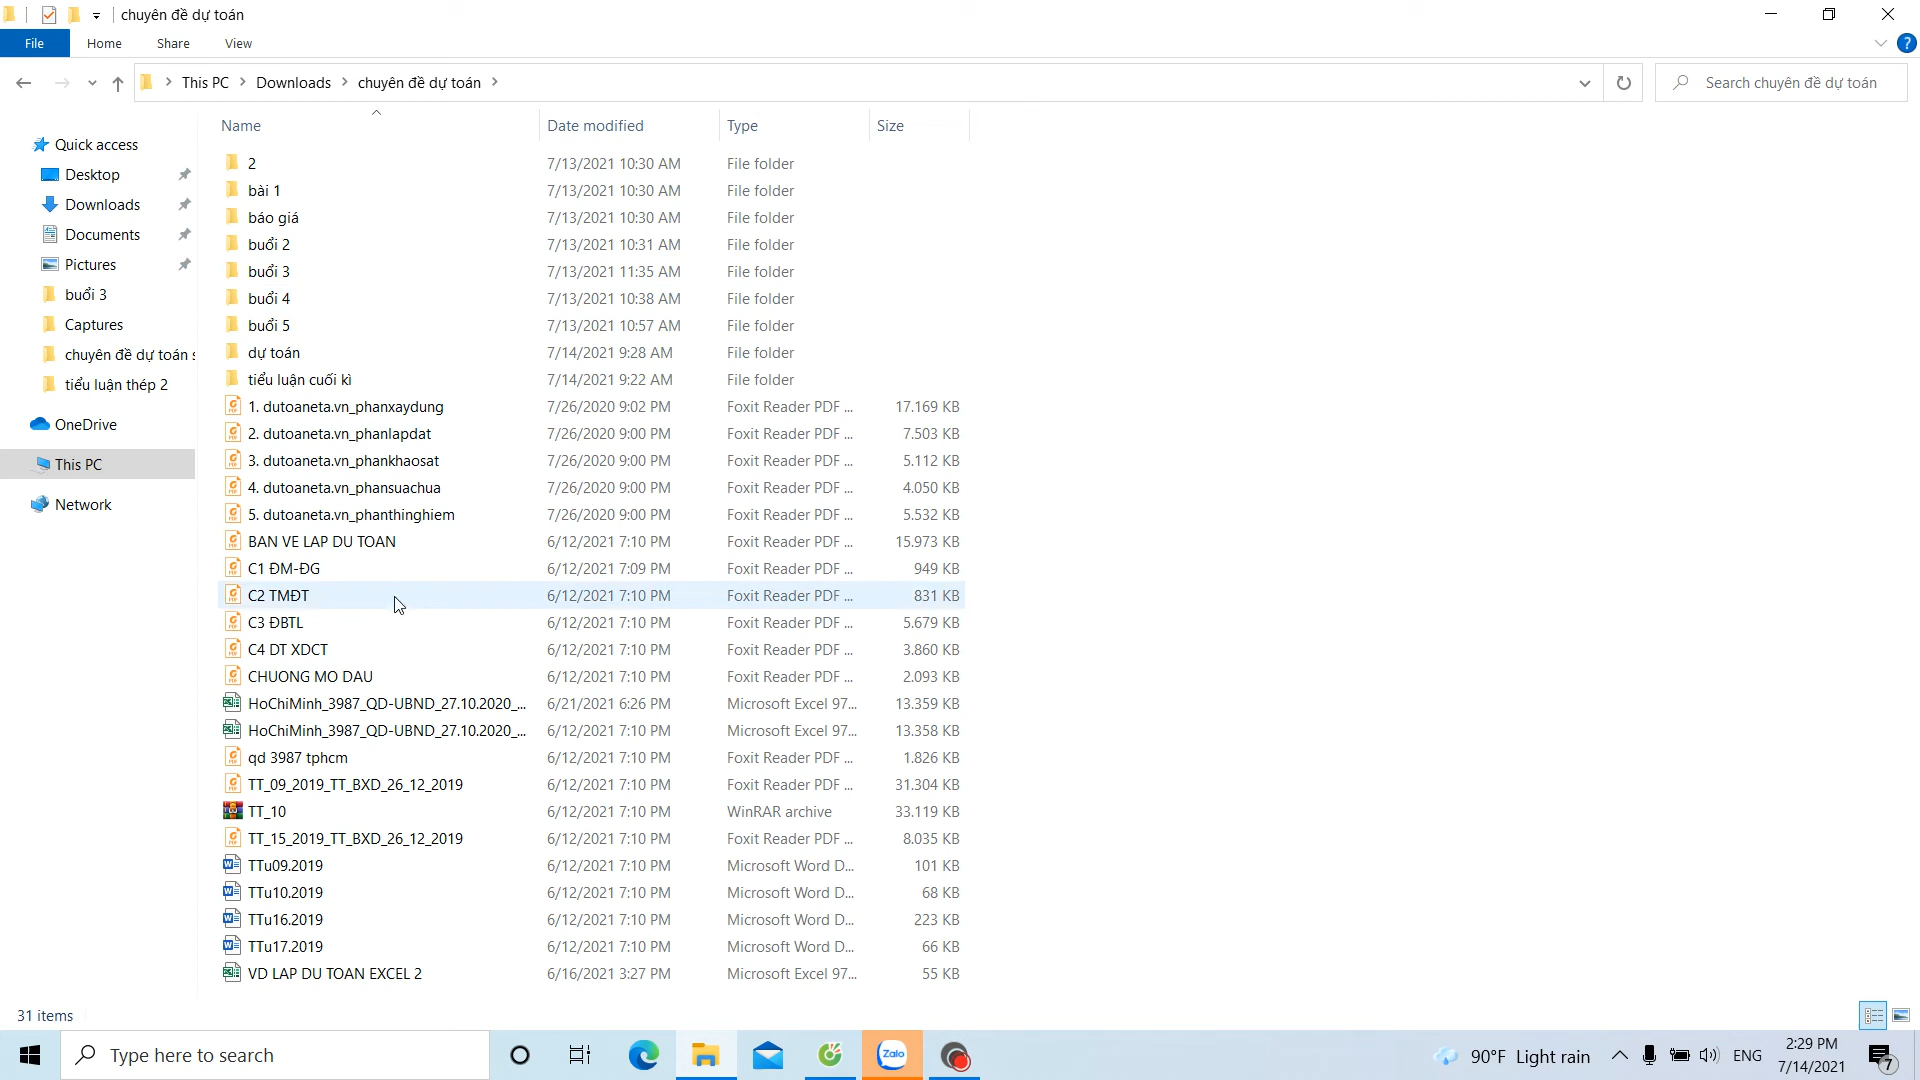 chuyên đề dự toán
File Home Share View
This PC Downloads chuyên đề dự toán
Search chuyên đề dự toán
Name Date modified Type Size
Quick access
Desktop
Downloads
Documents
Pictures
buổi 3
Captures
chuyên đề dự toán s
tiểu luận thép 2
OneDrive
This PC
Network
2 7/13/2021 10:30 AM File folder
bài 1 7/13/2021 10:30 AM File folder
báo giá 7/13/2021 10:30 AM File folder
buổi 2 7/13/2021 10:31 AM File folder
buổi 3 7/13/2021 11:35 AM File folder
buổi 4 7/13/2021 10:38 AM File folder
buổi 5 7/13/2021 10:57 AM File folder
dự toán 7/14/2021 9:28 AM File folder
tiểu luận cuối kì 7/14/2021 9:22 AM File folder
1. dutoaneta.vn_phanxaydung 7/26/2020 9:02 PM Foxit Reader PDF ... 17.169 KB
2. dutoaneta.vn_phanlapdat 7/26/2020 9:00 PM Foxit Reader PDF ... 7.503 KB
3. dutoaneta.vn_phankhaosat 7/26/2020 9:00 PM Foxit Reader PDF ... 5.112 KB
4. dutoaneta.vn_phansuachua 7/26/2020 9:00 PM Foxit Reader PDF ... 4.050 KB
5. dutoaneta.vn_phanthinghiem 7/26/2020 9:00 PM Foxit Reader PDF ... 5.532 KB
BAN VE LAP DU TOAN 6/12/2021 7:10 PM Foxit Reader PDF ... 15.973 KB
C1 ĐM-ĐG 6/12/2021 7:09 PM Foxit Reader PDF ... 949 KB
C2 TMĐT 6/12/2021 7:10 PM Foxit Reader PDF ... 831 KB
C3 ĐBTL 6/12/2021 7:10 PM Foxit Reader PDF ... 5.679 KB
C4 DT XDCT 6/12/2021 7:10 PM Foxit Reader PDF ... 3.860 KB
CHUONG MO DAU 6/12/2021 7:10 PM Foxit Reader PDF ... 2.093 KB
HoChiMinh_3987_QD-UBND_27.10.2020_... 6/21/2021 6:26 PM Microsoft Excel 97... 13.359 KB
HoChiMinh_3987_QD-UBND_27.10.2020_... 6/12/2021 7:10 PM Microsoft Excel 97... 13.358 KB
qd 3987 tphcm 6/12/2021 7:10 PM Foxit Reader PDF ... 1.826 KB
TT_09_2019_TT_BXD_26_12_2019 6/12/2021 7:10 PM Foxit Reader PDF ... 31.304 KB
TT_10 6/12/2021 7:10 PM WinRAR archive 33.119 KB
TT_15_2019_TT_BXD_26_12_2019 6/12/2021 7:10 PM Foxit Reader PDF ... 8.035 KB
TTu09.2019 6/12/2021 7:10 PM Microsoft Word D... 101 KB
TTu10.2019 6/12/2021 7:10 PM Microsoft Word D... 68 KB
TTu16.2019 6/12/2021 7:10 PM Microsoft Word D... 223 KB
TTu17.2019 6/12/2021 7:10 PM Microsoft Word D... 66 KB
VD LAP DU TOAN EXCEL 2 6/16/2021 3:27 PM Microsoft Excel 97... 55 KB
31 items
Type here to search
Zalo
90°F Light rain
ENG
2:29 PM
7/14/2021
7